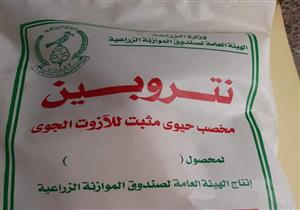 وزارة الزراعة
الهيئة العامة لصندوق الموازنة الزراعية
نتروبين
مخصب حيوى مثبت للآزوت الجوى
لمحصول (          )
إنتاج الهيئة العامة لصندوق الموازنة الزراعية